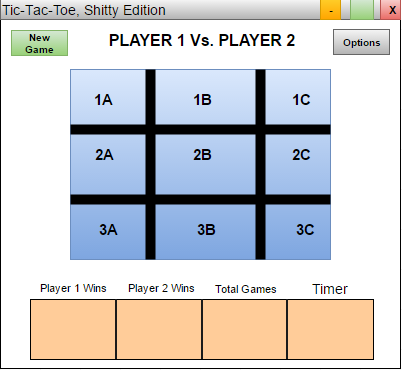 Tic-Tac-Toe, Shitty Edition - X
New Game
PLAYER 1 Vs. PLAYER 2
Options
1A 1B 1C
2A 2B 2C
3A 3B 3C
Player 1 Wins Player 2 Wins Total Games Timer